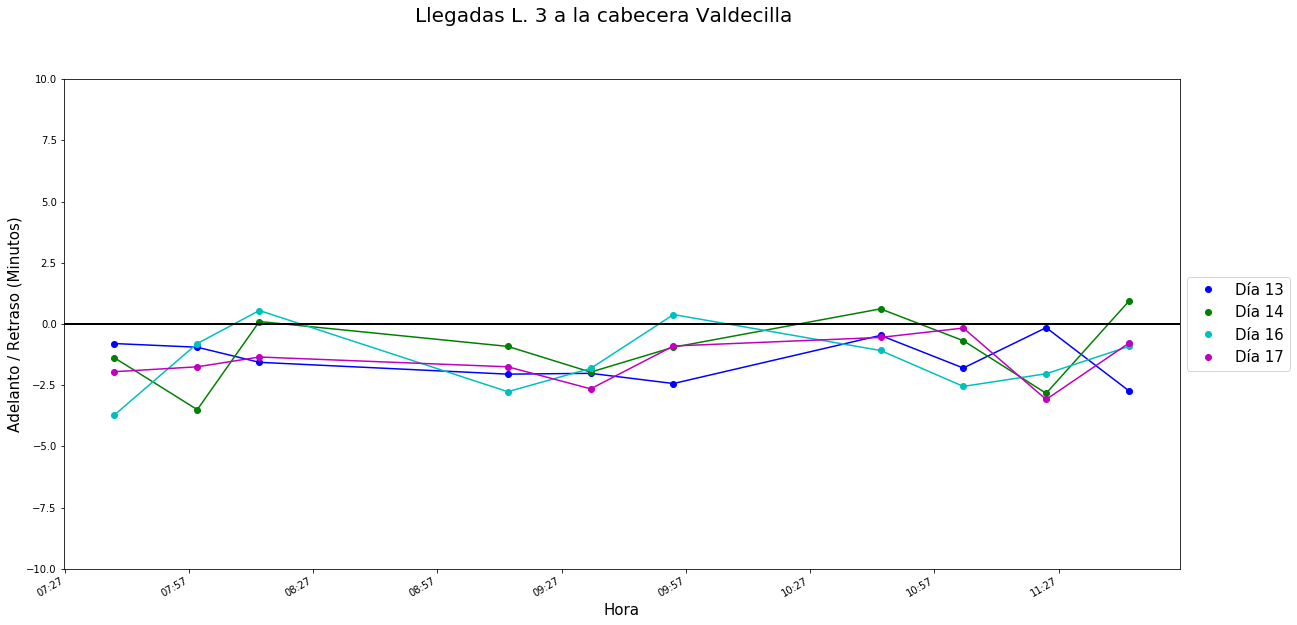 Llegadas L. 3 a la cabecera Valdecilla
Adelanto / Retraso (Minutos)
10.0
7.5
5.0
2.5
0.0
−2.5
−5.0
−7.5
−10.0
07:27
07:57
08:27
08:57
09:27
09:57
10:27
10:57
11:27
Hora
Día 13
Día 14
Día 16
Día 17